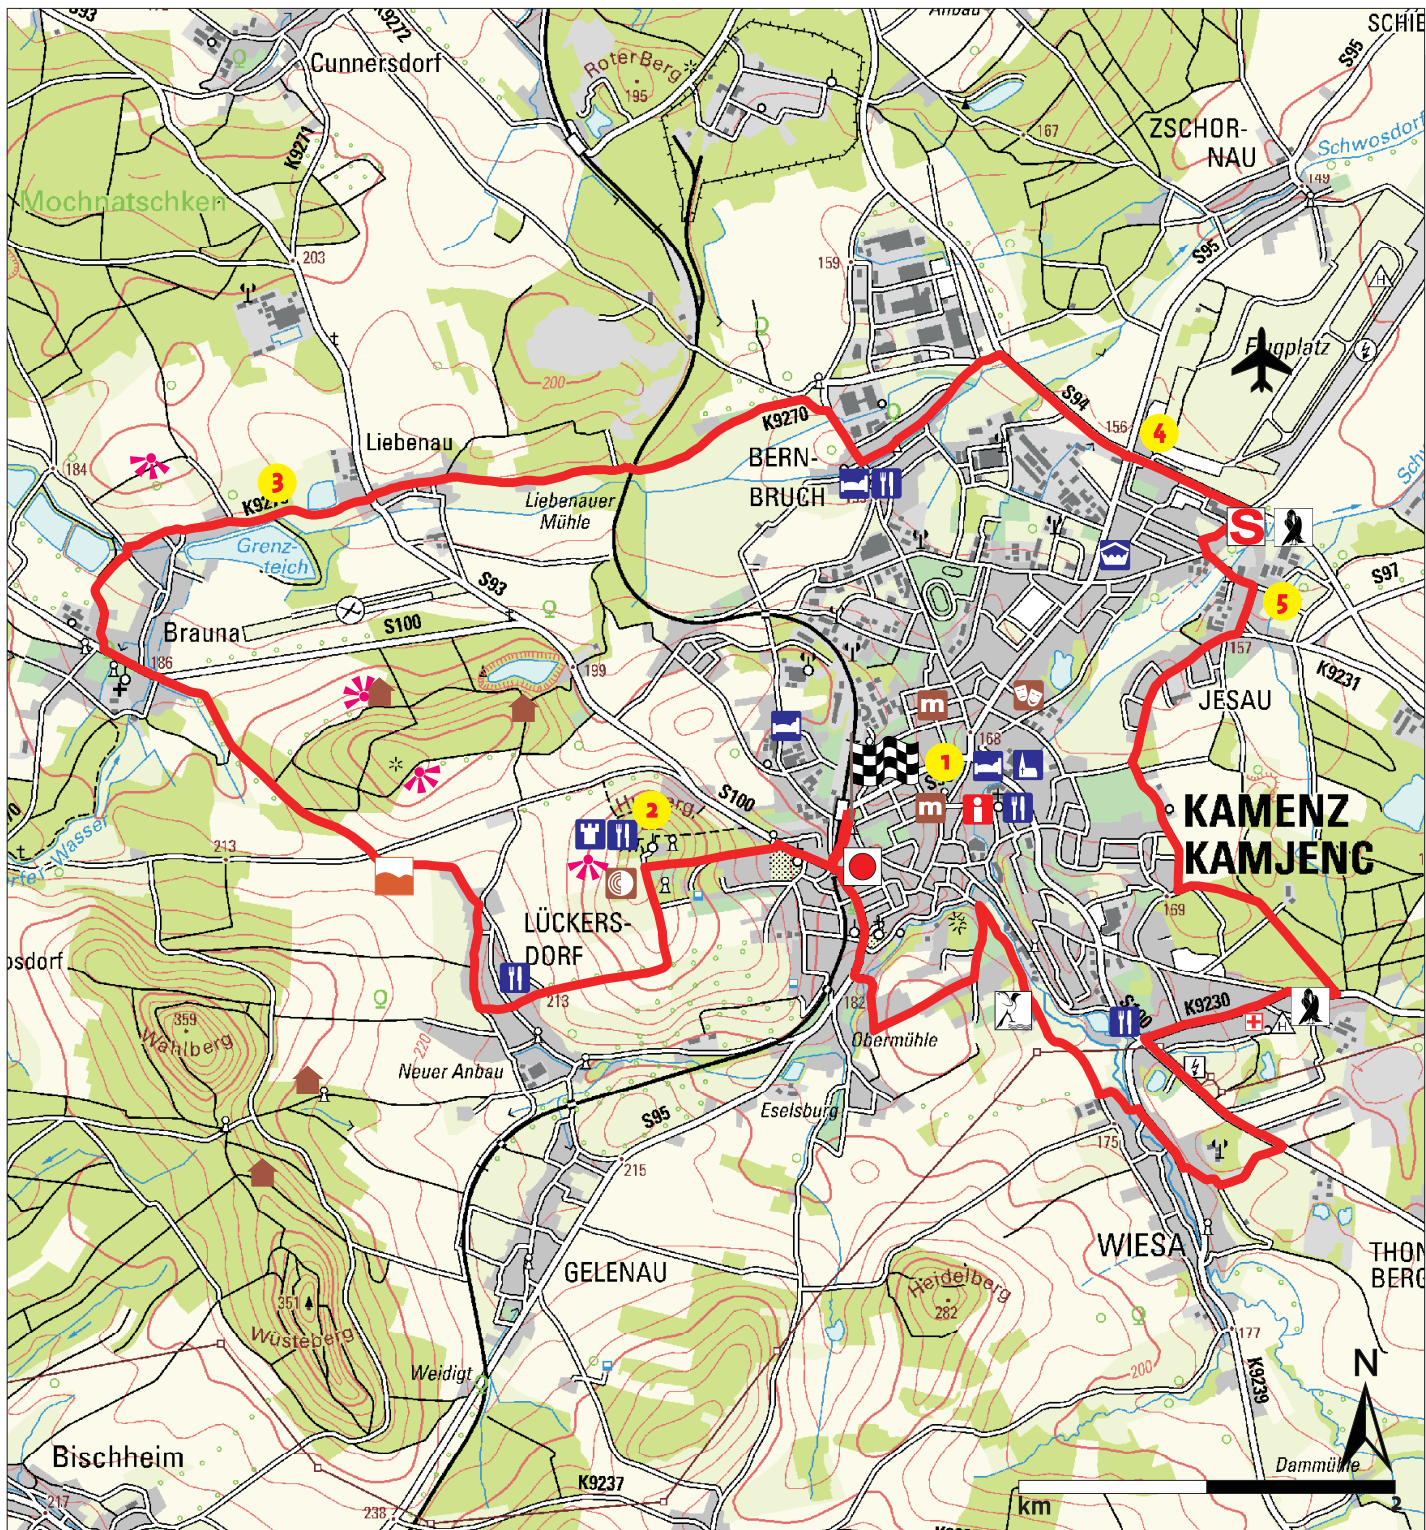 K9272
Anbau
S95
Cunnersdorf
Roter Berg
195
K9271
167
ZSCHOR-
NAU
Schwosdorf
149
Mochnatschken
203
159
S95
H
Flugplatz
200
S94
K9270
156
4
Liebenau
BERN-
BRUCH
184
3
Liebenauer
Mühle
S
Grenz-
teich
S93
S97
5
S100
Brauna
186
199
157
K9231
JESAU
m
168
1
S100
KAMENZ
KAMJENC
2
m
i
213
LÜCKERS-
DORF
169
213
182
S100
K9230
H
359
Wahlberg
220
Neuer Anbau
Obermühle
Eselsburg
S95
175
215
WIESA
GELENAU
Heidelberg
282
351
Wüsteberg
177
200
Weidigt
K9239
N
Bischheim
Dammühle
K9237
217
238
km
2